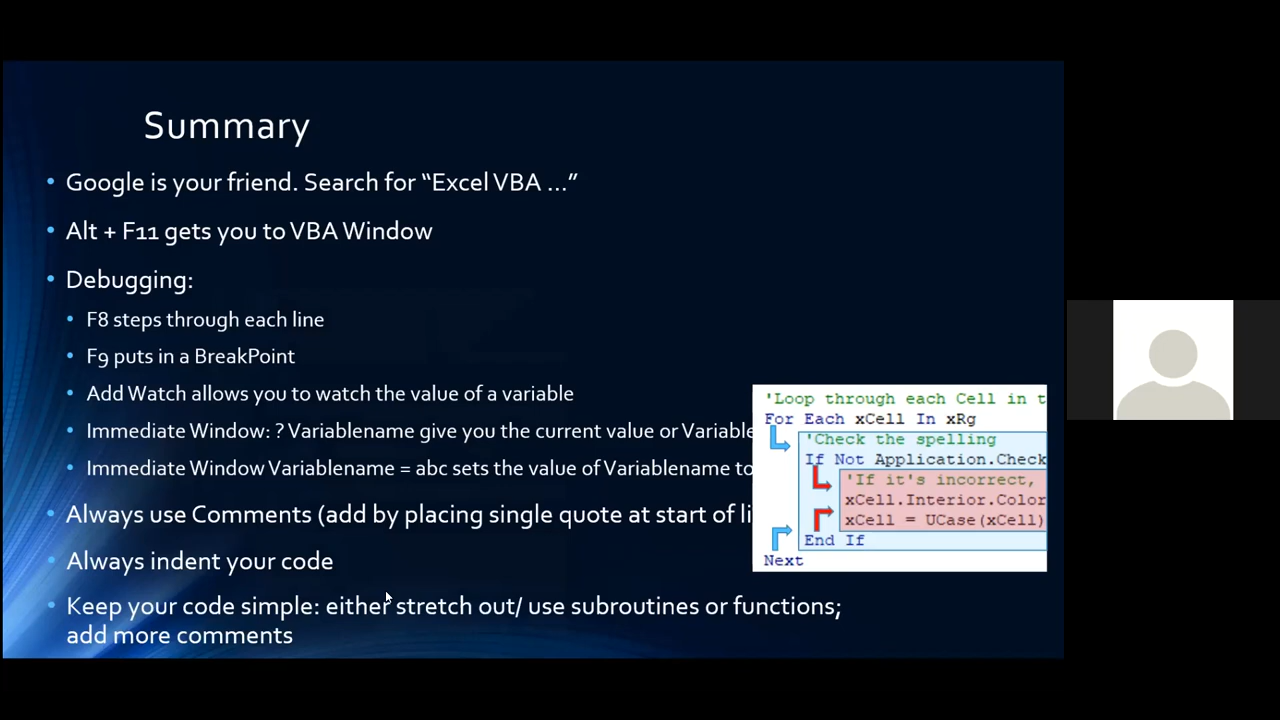 Summary
Google is your friend. Search for “Excel VBA ...”
Alt + F11 gets you to VBA Window
Debugging:
F8 steps through each line
F9 puts in a BreakPoint
Add Watch allows you to watch the value of a variable
Immediate Window: ? Variablename give you the current value or Variable
Immediate Window Variablename = abc sets the value of Variablename to
Always use Comments (add by placing single quote at start of li
Always indent your code
Keep your code simple: either stretch out/ use subroutines or functions;
add more comments
'Loop through each Cell in t
For Each xCell In xRg
'Check the spelling
If Not Application.Check
'If it's incorrect,
xCell.Interior.Color
xCell = UCase(xCell)
End If
Next